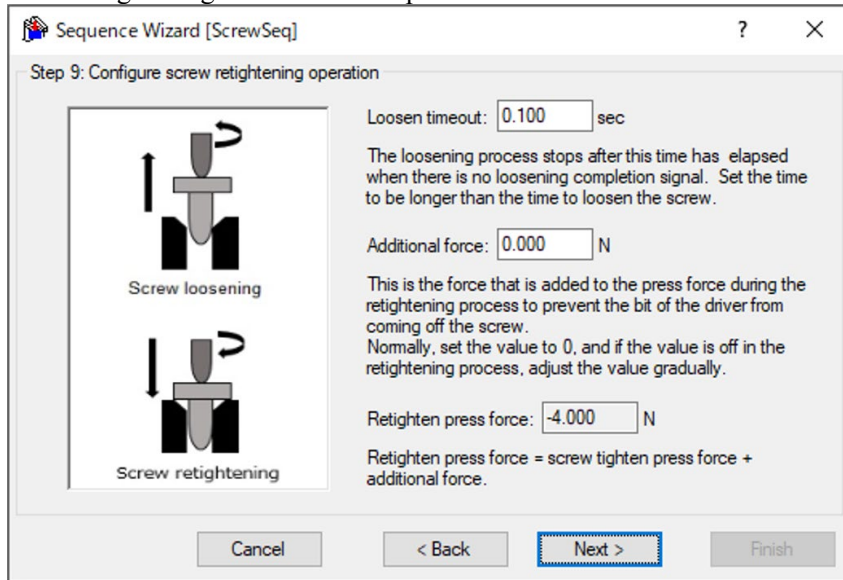 Sequence Wizard [ScrewSeq]
?
Step 9: Configure screw retightening operation
Loosen timeout: 0.100 sec
The loosening process stops after this time has elapsed
when there is no loosening completion signal. Set the time
to be longer than the time to loosen the screw.
Additional force: 0.000 N
Screw loosening
This is the force that is added to the press force during the
retightening process to prevent the bit of the driver from
coming off the screw.
Normally, set the value to 0, and if the value is off in the
retightening process, adjust the value gradually.
Retighten press force: -4.000 N
Screw retightening
Retighten press force = screw tighten press force +
additional force.
Cancel
< Back
Next >
Finish